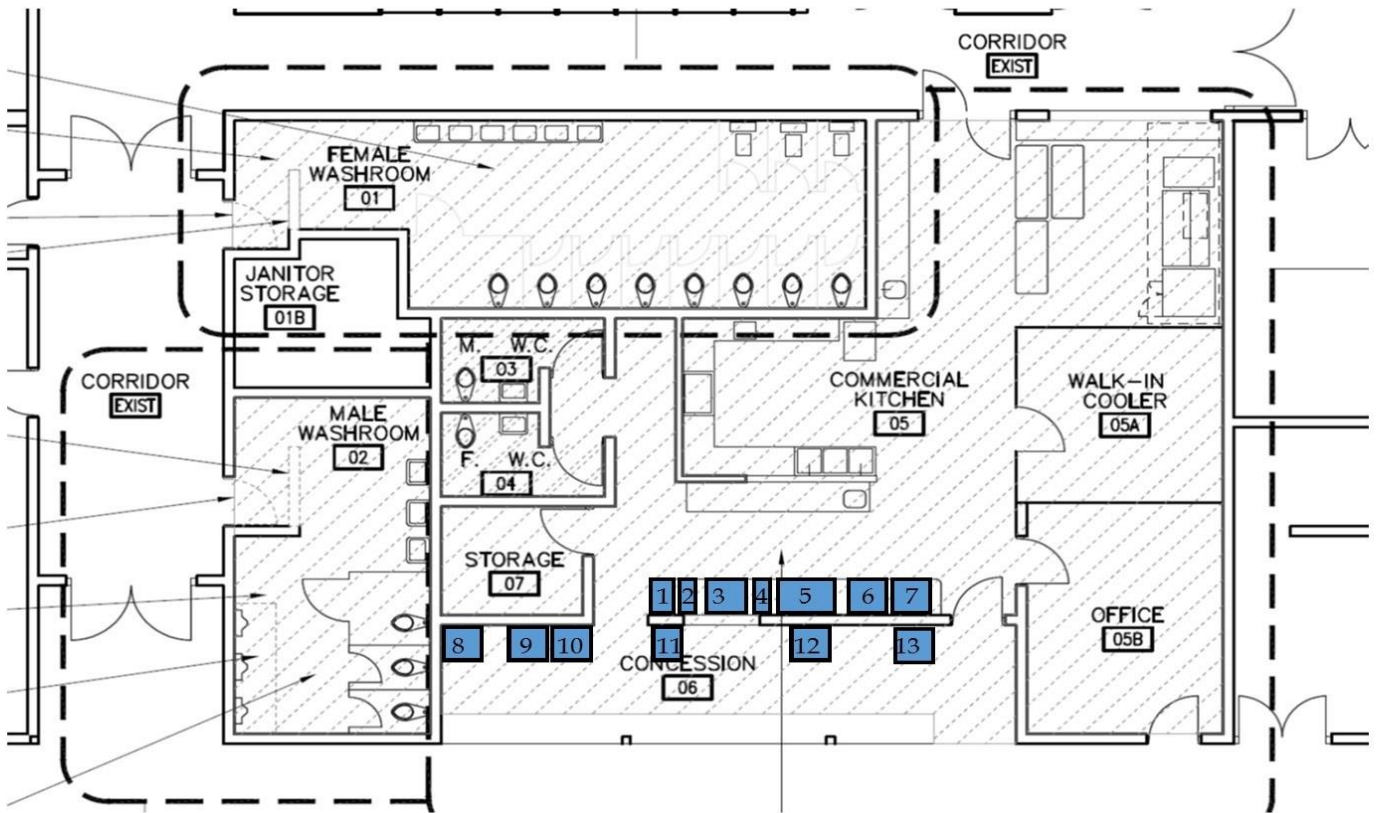 CORRIDOR
EXIST
FEMALE
WASHROOM
01
JANITOR
STORAGE
01B
M. W.C.
03
CORRIDOR
EXIST
MALE
WASHROOM
02
F. W.C.
04
COMMERCIAL
KITCHEN
05
WALK-IN
COOLER
05A
STORAGE
07
OFFICE
05B
1 2 3 4 5 6 7
8 9 10 11 12 13
CONCESSION
06